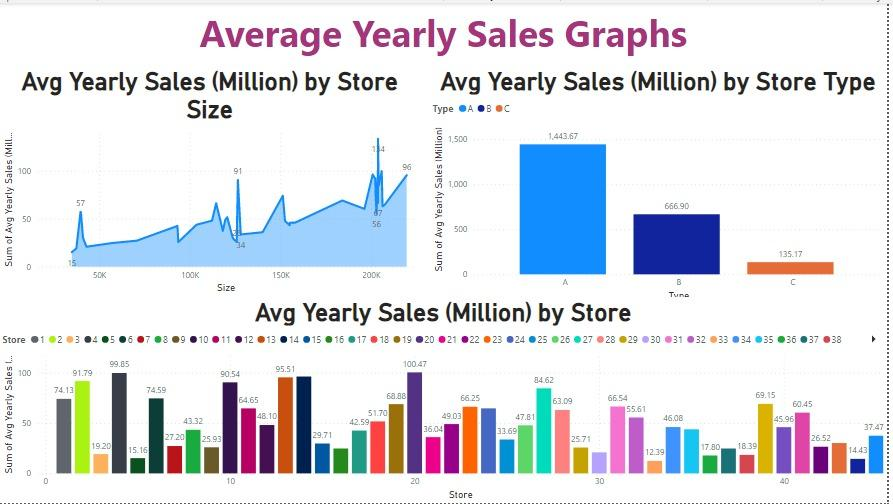 Average Yearly Sales Graphs
Avg Yearly Sales (Million) by Store
Size
Sum of Avg Yearly Sales (Mill...
100
50
0
57
15
91
34
134
67
56
96
50K
100K
150K
200K
Size
Avg Yearly Sales (Million) by Store Type
Type A B C
Sum of Avg Yearly Sales (Million)
1,500
1,000
500
0
1,443.67
666.90
135.17
A
B
C
Type
Avg Yearly Sales (Million) by Store
Store 1 2 3 4 5 6 7 8 9 10 11 12 13 14 15 16 17 18 19 20 21 22 23 24 25 26 27 28 29 30 31 32 33 34 35 36 37 38
Sum of Avg Yearly Sales (...
100
50
0
74.13 91.79 19.20 99.85 15.16 74.59 27.20 43.32 25.93 90.54 64.65 48.10 95.51 29.71 42.59 51.70 68.88 100.47 36.04 49.03 66.25 33.69 47.81 84.62 63.09 25.71 66.54 55.61 12.39 46.08 17.80 18.39 69.15 45.96 60.45 26.52 14.43 37.47
0
10
20
30
40
Store